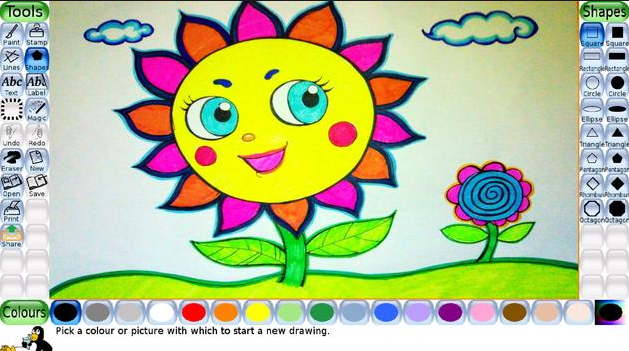 Tools
Paint Stamp
Lines Shapes
Abc Abc
Text Label
Magic
Undo Redo
Eraser New
Open Save
Print
Share
Shapes
Square Square
Rectangle Rectangle
Circle Circle
Ellipse Ellipse
Triangle Triangle
Pentagon Pentagon
Rhombus Rhombus
Octagon Octagon
Colours
Pick a colour or picture with which to start a new drawing.